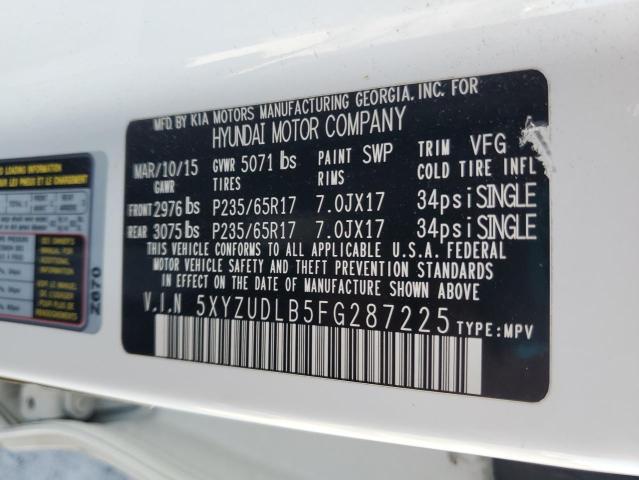 MFD. BY KIA MOTORS MANUFACTURING GEORGIA. INC. FOR
HYUNDAI MOTOR COMPANY
MAR/10/15 GVWR 5071 lbs PAINT SWP TRIM VFG
GAWR TIRES RIMS COLD TIRE INFL
FRONT 2976 lbs P235/65R17 7.0JX17 34psi SINGLE
REAR 3075 lbs P235/65R17 7.0JX17 34psi SINGLE
THIS VEHICLE CONFORMS TO ALL APPLICABLE U.S.A. FEDERAL
MOTOR VEHICLE SAFETY AND THEFT PREVENTION STANDARDS
IN EFFECT ON THE DATE OF MANUFACTURE SHOWN ABOVE.
V.I.N 5XYZUDLB5FG287225 TYPE: MPV
Z070